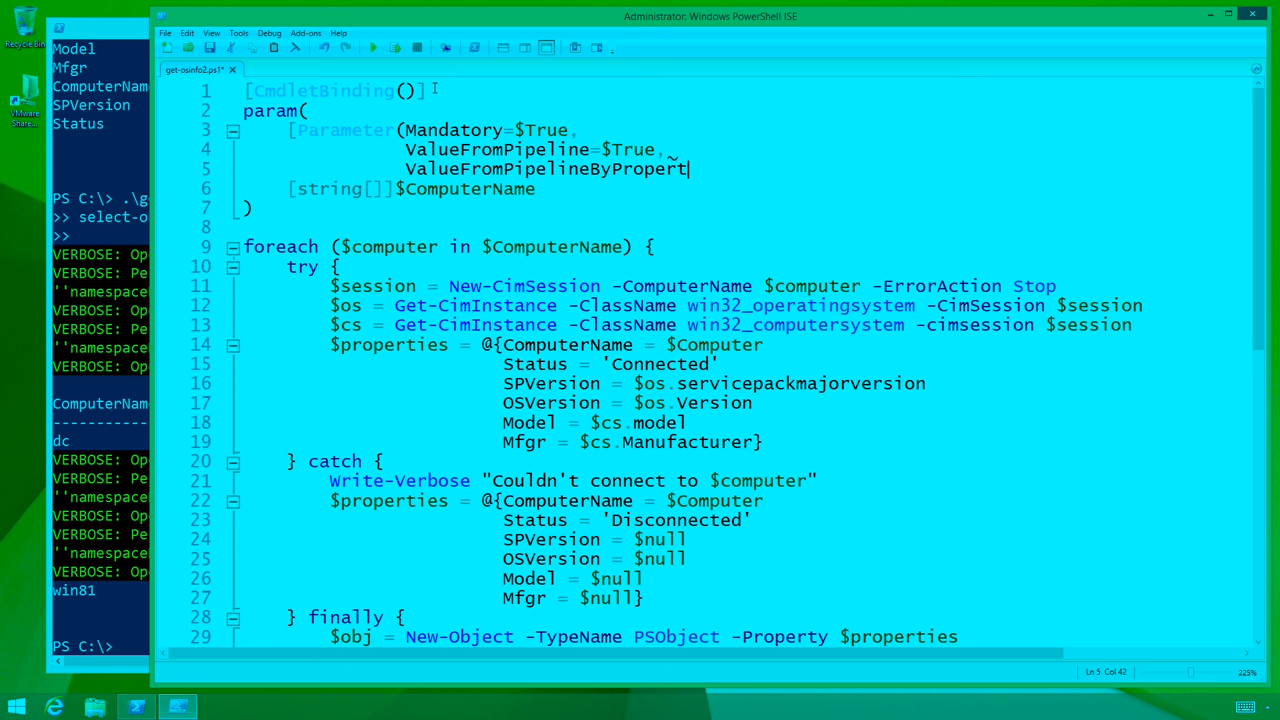 Administrator: Windows PowerShell ISE
File Edit View Tools Debug Add-ons Help
get-osinfo2.ps1*
1 [CmdletBinding()]
2 param(
3 [Parameter(Mandatory=$True,
4 ValueFromPipeline=$True,
5 ValueFromPipelineByPropert
6 [string[]]$ComputerName
7 )
8
9 foreach ($computer in $ComputerName) {
10 try {
11 $session = New-CimSession -ComputerName $computer -ErrorAction Stop
12 $os = Get-CimInstance -ClassName win32_operatingsystem -CimSession $session
13 $cs = Get-CimInstance -ClassName win32_computersystem -cimsession $session
14 $properties = @{ComputerName = $Computer
15 Status = 'Connected'
16 SPVersion = $os.servicepackmajorversion
17 OSVersion = $os.Version
18 Model = $cs.model
19 Mfgr = $cs.Manufacturer}
20 } catch {
21 Write-Verbose "Couldn't connect to $computer"
22 $properties = @{ComputerName = $Computer
23 Status = 'Disconnected'
24 SPVersion = $null
25 OSVersion = $null
26 Model = $null
27 Mfgr = $null}
28 } finally {
29 $obj = New-Object -TypeName PSObject -Property $properties
Ln 5 Col 42
225%
Recycle Bin
VMware
Share...
Model
Mfgr
ComputerName
SPVersion
Status
PS C:\> .\g
>> select-o
>>
VERBOSE: Op
VERBOSE: Pe
''namespace
VERBOSE: Op
VERBOSE: Pe
''namespace
VERBOSE: Op
ComputerNam
-----------
dc
VERBOSE: Op
VERBOSE: Pe
''namespace
VERBOSE: Op
VERBOSE: Pe
''namespace
VERBOSE: Op
win81
PS C:\>